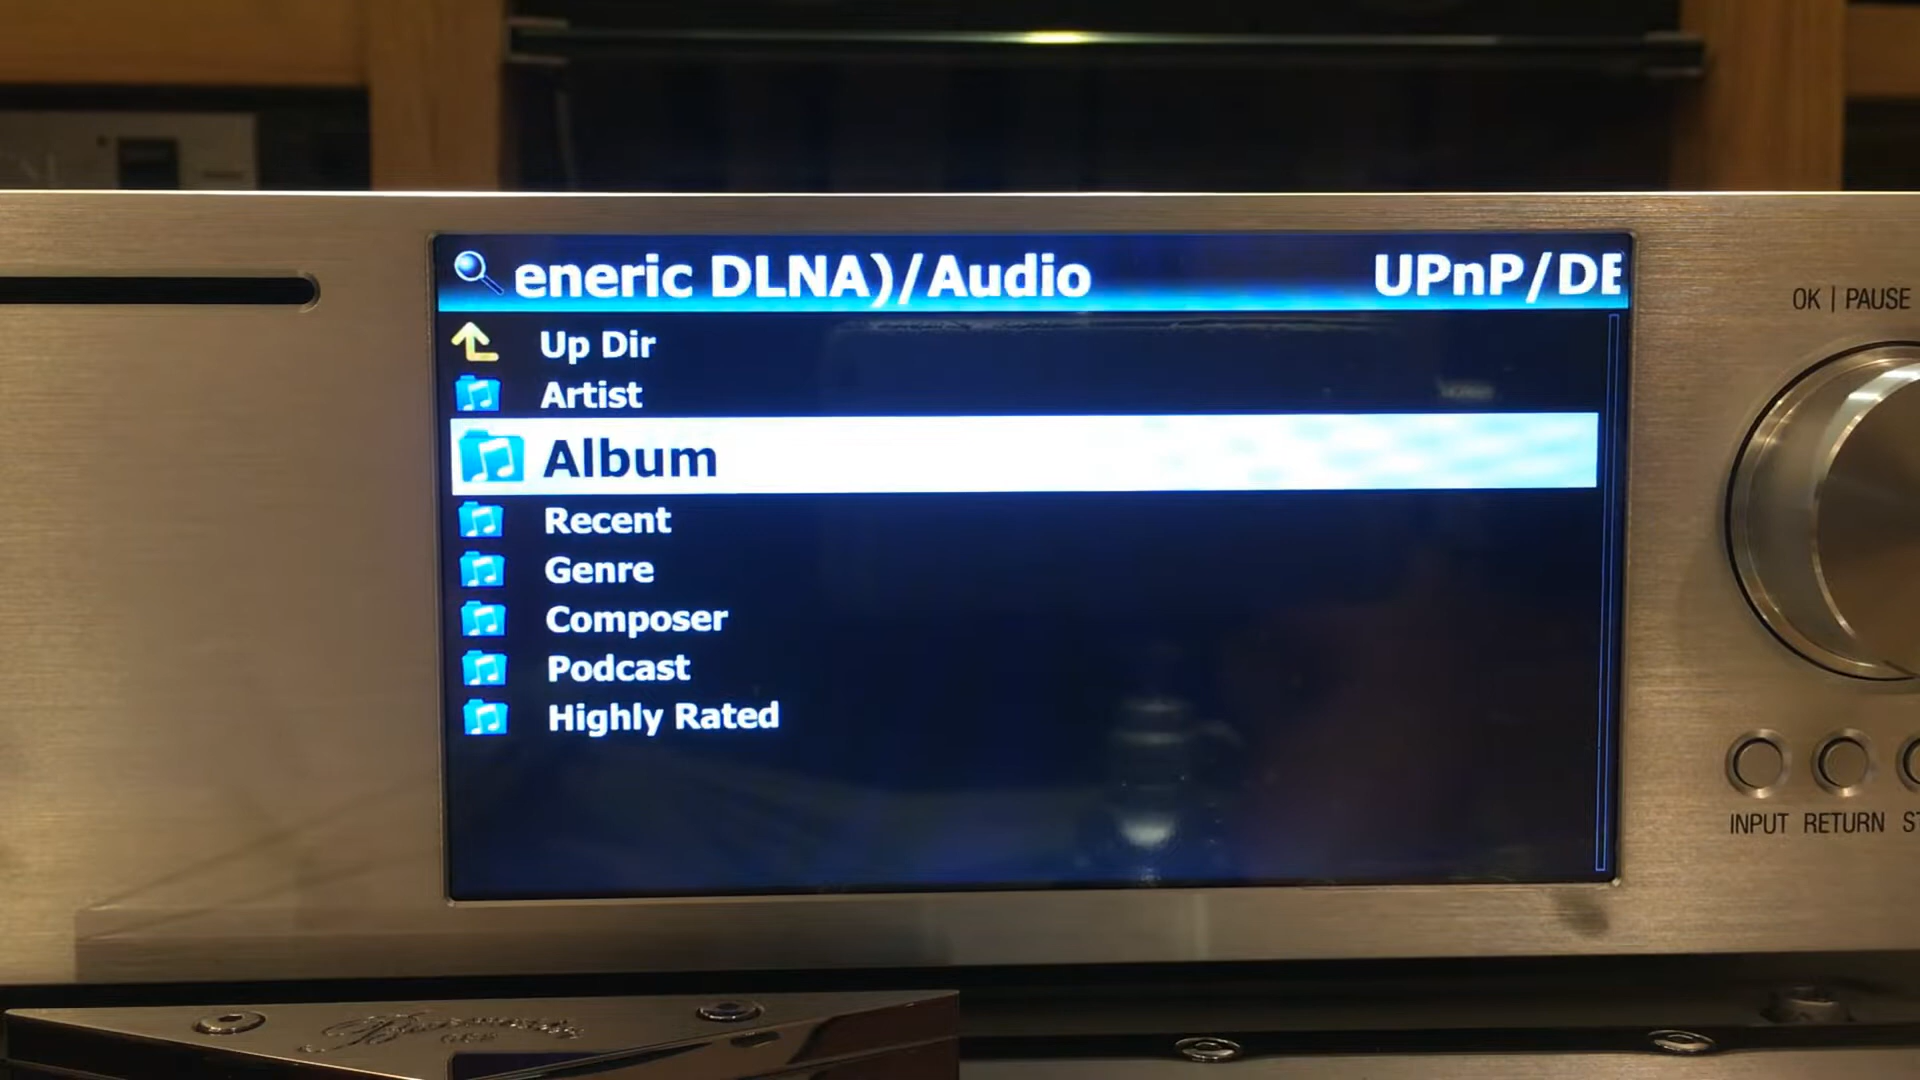 eneric DLNA)/Audio
UPnP/DE
Up Dir
Artist
Album
Recent
Genre
Composer
Podcast
Highly Rated
OK | PAUSE
INPUT RETURN ST